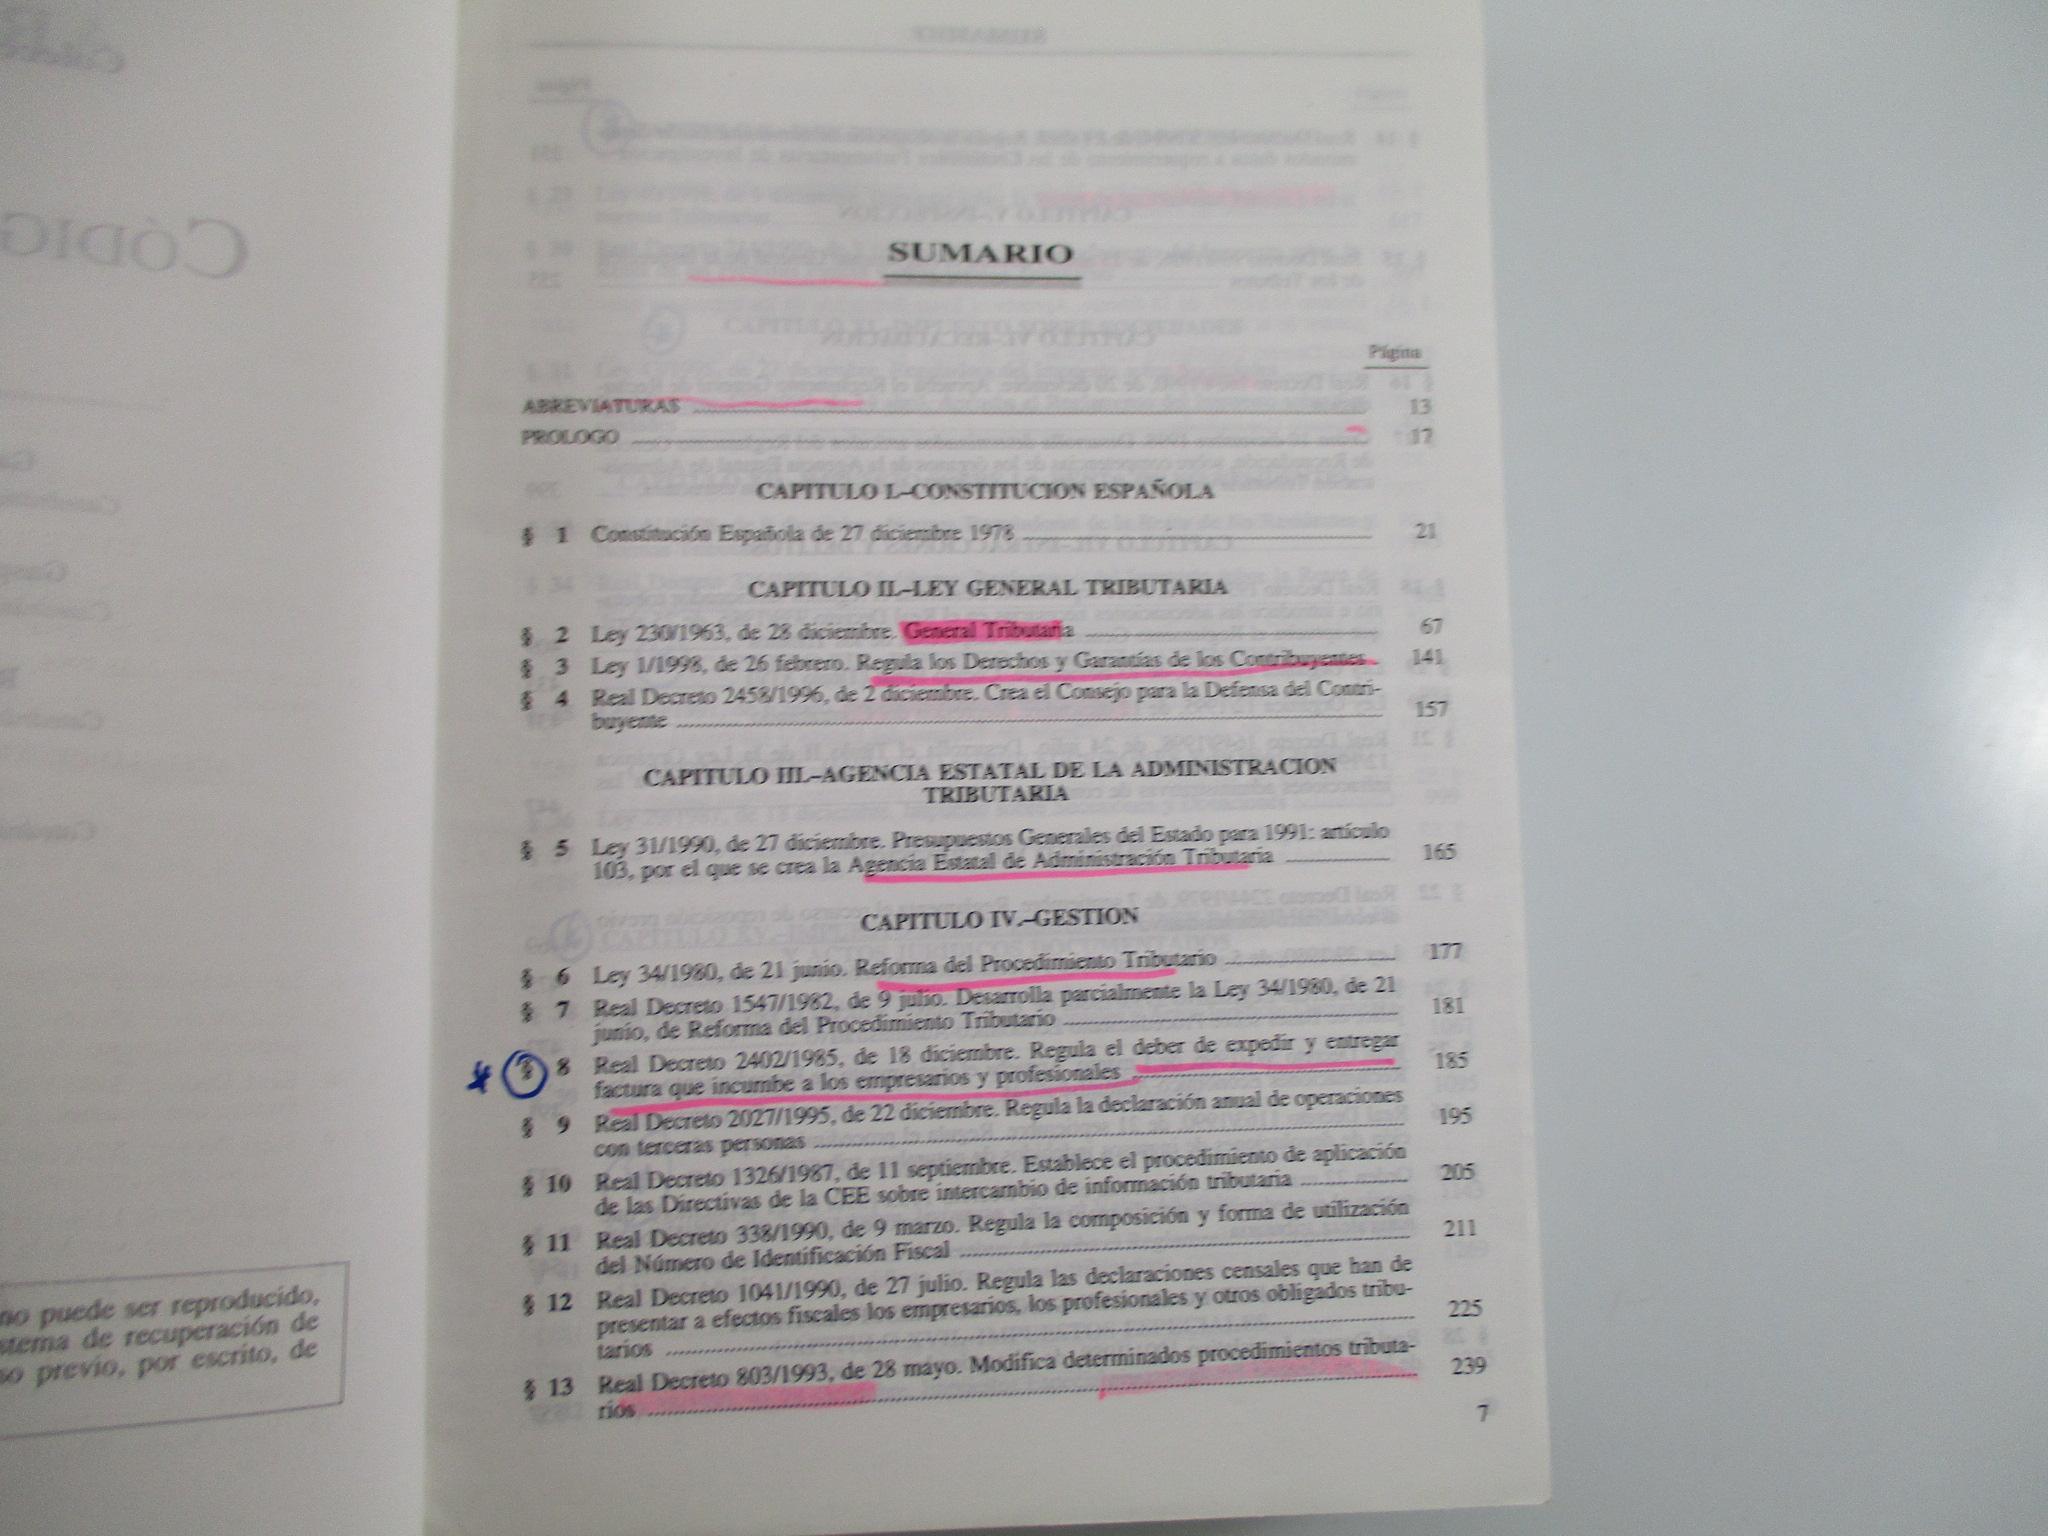 CÓDIG
no puede ser reproducido,
stema de recuperación de
so previo, por escrito, de
SUMARIO
Página
ABREVIATURAS 13
PROLOGO 17
CAPITULO I.–CONSTITUCION ESPAÑOLA
§ 1 Constitución Española de 27 diciembre 1978 21
CAPITULO II.–LEY GENERAL TRIBUTARIA
§ 2 Ley 230/1963, de 28 diciembre. General Tributaria 67
§ 3 Ley 1/1998, de 26 febrero. Regula los Derechos y Garantías de los Contribuyentes 141
§ 4 Real Decreto 2458/1996, de 2 diciembre. Crea el Consejo para la Defensa del Contri-
buyente 157
CAPITULO III.–AGENCIA ESTATAL DE LA ADMINISTRACION
TRIBUTARIA
§ 5 Ley 31/1990, de 27 diciembre. Presupuestos Generales del Estado para 1991: artículo
103, por el que se crea la Agencia Estatal de Administración Tributaria 165
CAPITULO IV.–GESTION
§ 6 Ley 34/1980, de 21 junio. Reforma del Procedimiento Tributario 177
§ 7 Real Decreto 1547/1982, de 9 julio. Desarrolla parcialmente la Ley 34/1980, de 21
junio, de Reforma del Procedimiento Tributario 181
* § 8 Real Decreto 2402/1985, de 18 diciembre. Regula el deber de expedir y entregar
factura que incumbe a los empresarios y profesionales 185
§ 9 Real Decreto 2027/1995, de 22 diciembre. Regula la declaración anual de operaciones
con terceras personas 195
§ 10 Real Decreto 1326/1987, de 11 septiembre. Establece el procedimiento de aplicación
de las Directivas de la CEE sobre intercambio de información tributaria 205
§ 11 Real Decreto 338/1990, de 9 marzo. Regula la composición y forma de utilización
del Número de Identificación Fiscal 211
§ 12 Real Decreto 1041/1990, de 27 julio. Regula las declaraciones censales que han de
presentar a efectos fiscales los empresarios, los profesionales y otros obligados tribu-
tarios 225
§ 13 Real Decreto 803/1993, de 28 mayo. Modifica determinados procedimientos tributa-
rios 239
7